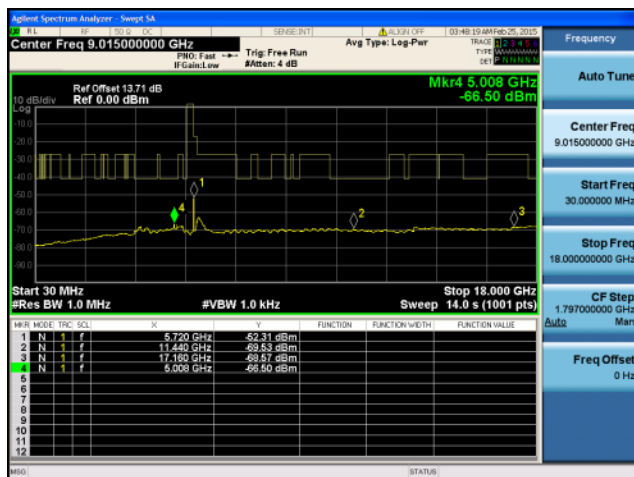 Agilent Spectrum Analyzer - Swept SA
RL RF 50 Ω DC SENSE:INT ALIGN OFF 03:48:19 AM Feb 25, 2015
Center Freq 9.015000000 GHz
PNO: Fast
IFGain:Low
Trig: Free Run
#Atten: 4 dB
Avg Type: Log-Pwr
TRACE 1 2 3 4 5 6
TYPE
DET P N N N N N
Ref Offset 13.71 dB
Ref 0.00 dBm
Mkr4 5.008 GHz
-66.50 dBm
10 dB/div
Log
-10.0
-20.0
-30.0
-40.0
-50.0
-60.0
-70.0
-80.0
-90.0
1
4
2
3
Start 30 MHz
#Res BW 1.0 MHz
#VBW 1.0 kHz
Stop 18.000 GHz
Sweep 14.0 s (1001 pts)
MKR MODE TRC SCL X Y FUNCTION FUNCTION WIDTH FUNCTION VALUE
1 N 1 f 5.720 GHz -52.31 dBm
2 N 1 f 11.440 GHz -69.53 dBm
3 N 1 f 17.160 GHz -68.57 dBm
4 N 1 f 5.008 GHz -66.50 dBm
5
6
7
8
9
10
11
12
MSG STATUS
Frequency
Auto Tune
Center Freq
9.015000000 GHz
Start Freq
30.000000 MHz
Stop Freq
18.000000000 GHz
CF Step
1.797000000 GHz
Auto Man
Freq Offset
0 Hz